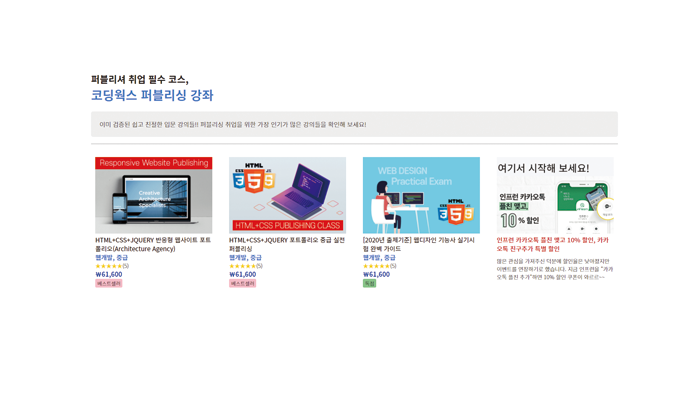 퍼블리셔 취업 필수 코스,
코딩웍스 퍼블리싱 강좌
이미 검증된 쉽고 친절한 입문 강의들!! 퍼블리싱 취업을 위한 가장 인기가 많은 강의들을 확인해 보세요!
Responsive Website Publishing
Creative
Architecture
Specialists.
HTML+CSS+JQUERY 반응형 웹사이트 포트
폴리오(Architecture Agency)
웹개발, 중급
★★★★★(5)
₩61,600
베스트셀러
HTML
HTML+CSS PUBLISHING CLASS
HTML+CSS+JQUERY 포트폴리오 중급 실전
퍼블리싱
웹개발, 중급
★★★★★(5)
₩61,600
베스트셀러
WEB DESIGN
Practical Exam
HTML
[2020년 출제기준] 웹디자인 기능사 실기시
험 완벽 가이드
웹개발, 중급
★★★★★(5)
₩61,600
여기서 시작해 보세요!
인프런 카카오톡
플친 맺고,
10 % 할인
인프런 카카오톡 플친 맺고 10% 할인, 카카
오톡 친구추가 특별 할인
많은 관심을 가져주신 덕분에 할인율은 낮아졌지만
이벤트를 연장하기로 했습니다. 지금 인프런을 "카카
오톡 플친 추가"하면 10% 할인 쿠폰이 와르르~~